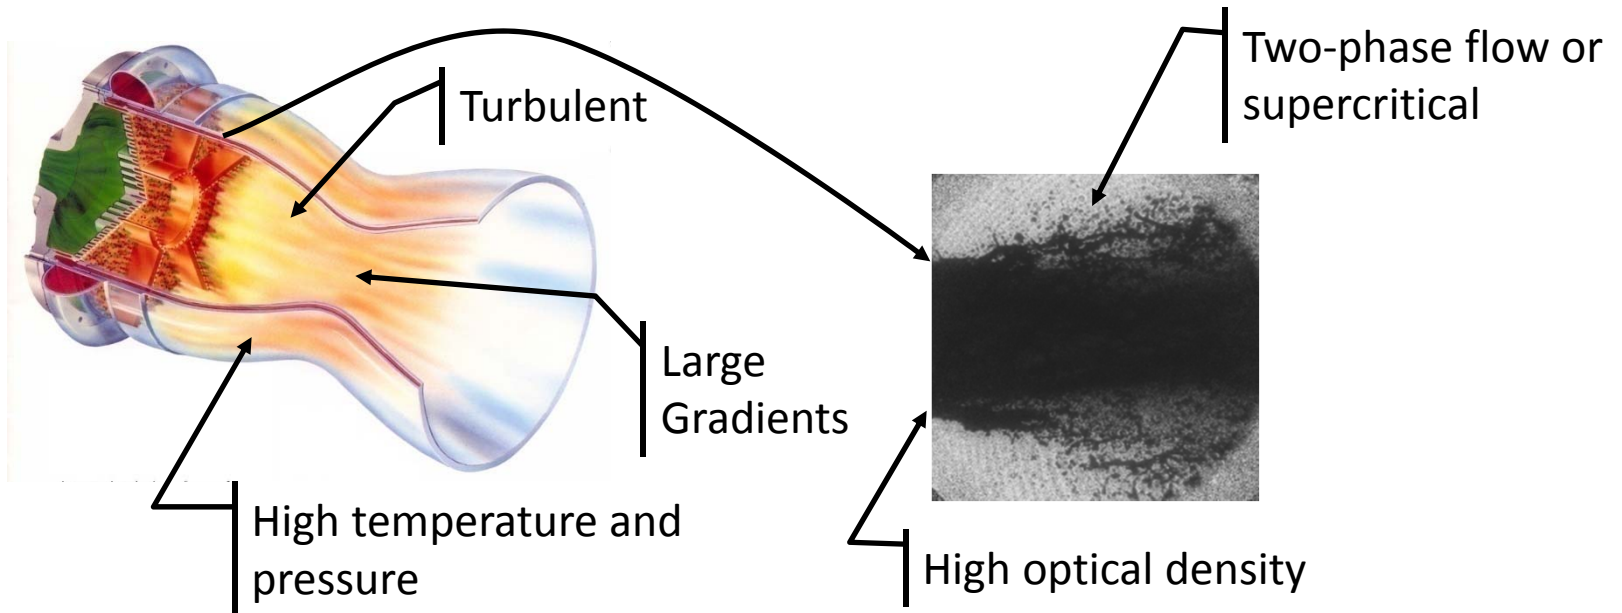 Turbulent
Two-phase flow or
supercritical
Large
Gradients
High temperature and
pressure
High optical density